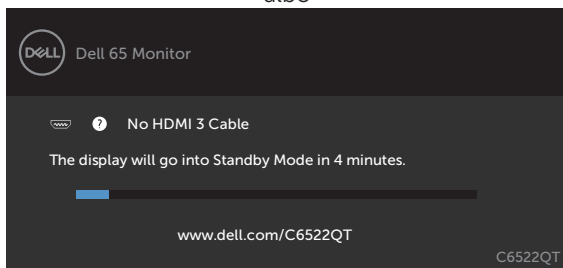 DELL Dell 65 Monitor
? No HDMI 3 Cable
The display will go into Standby Mode in 4 minutes.
www.dell.com/C6522QT
C6522QT